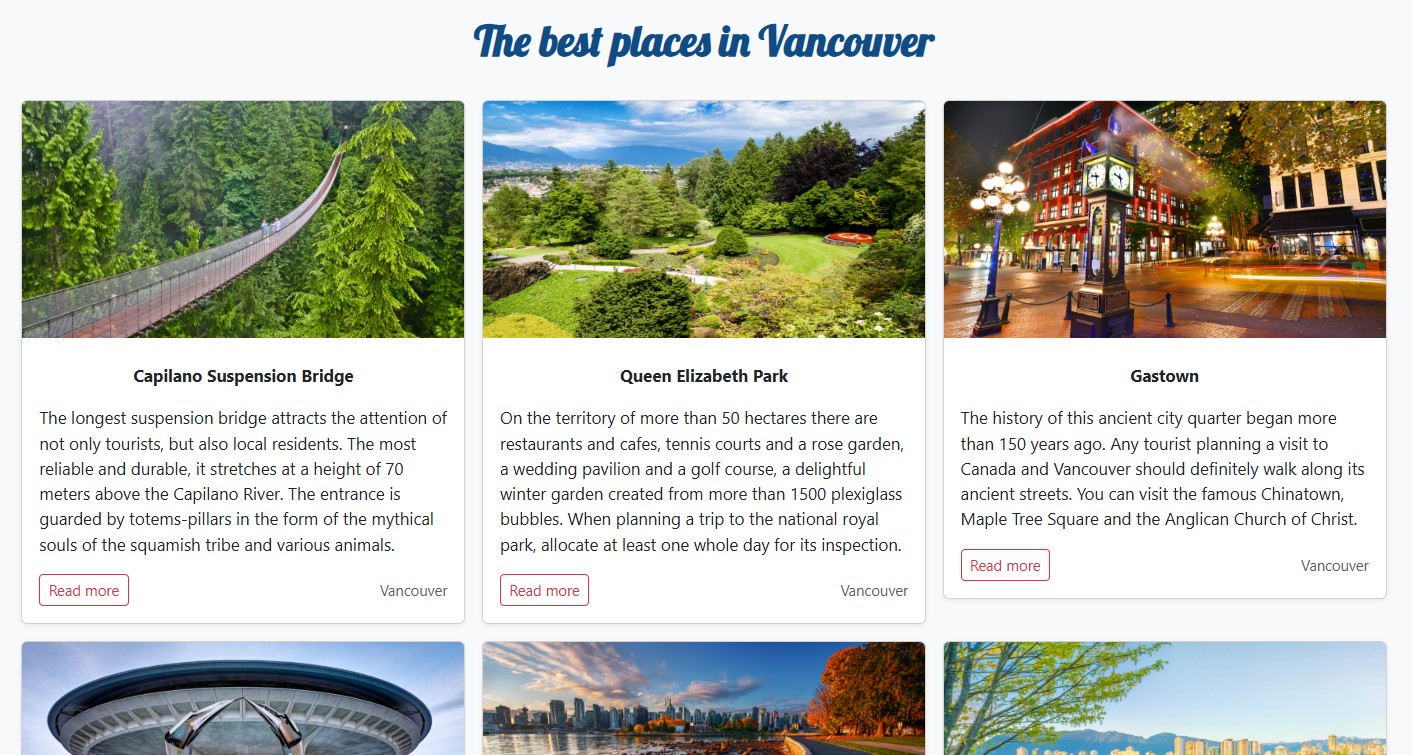 The best places in Vancouver
Capilano Suspension Bridge
The longest suspension bridge attracts the attention of
not only tourists, but also local residents. The most
reliable and durable, it stretches at a height of 70
meters above the Capilano River. The entrance is
guarded by totems-pillars in the form of the mythical
souls of the squamish tribe and various animals.
Read more
Vancouver
Queen Elizabeth Park
On the territory of more than 50 hectares there are
restaurants and cafes, tennis courts and a rose garden,
a wedding pavilion and a golf course, a delightful
winter garden created from more than 1500 plexiglass
bubbles. When planning a trip to the national royal
park, allocate at least one whole day for its inspection.
Read more
Vancouver
Gastown
The history of this ancient city quarter began more
than 150 years ago. Any tourist planning a visit to
Canada and Vancouver should definitely walk along its
ancient streets. You can visit the famous Chinatown,
Maple Tree Square and the Anglican Church of Christ.
Read more
Vancouver